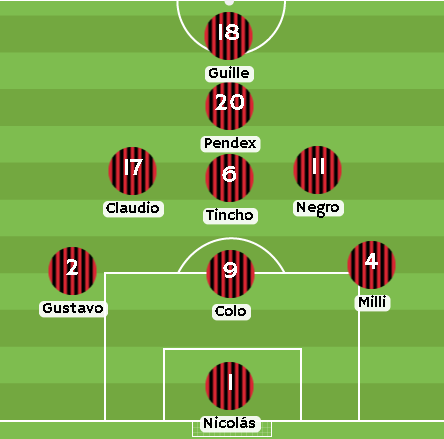 18
Guille
20
Pendex
17
Claudio
6
Tincho
11
Negro
2
Gustavo
9
Colo
4
Milli
1
Nicolás